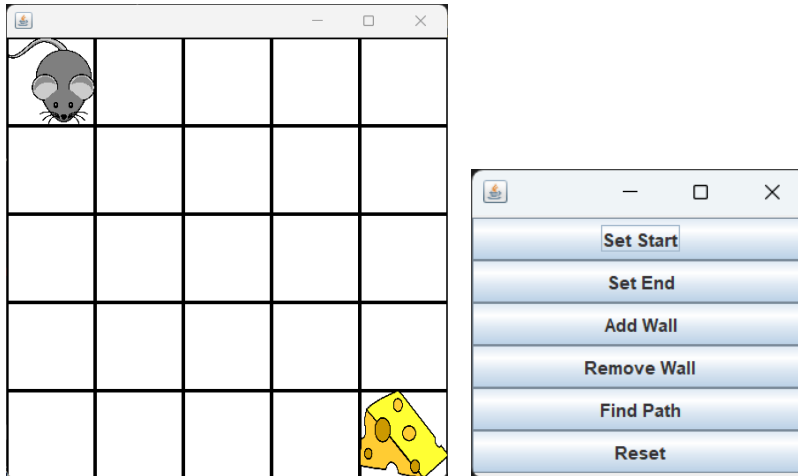 Set Start
Set End
Add Wall
Remove Wall
Find Path
Reset